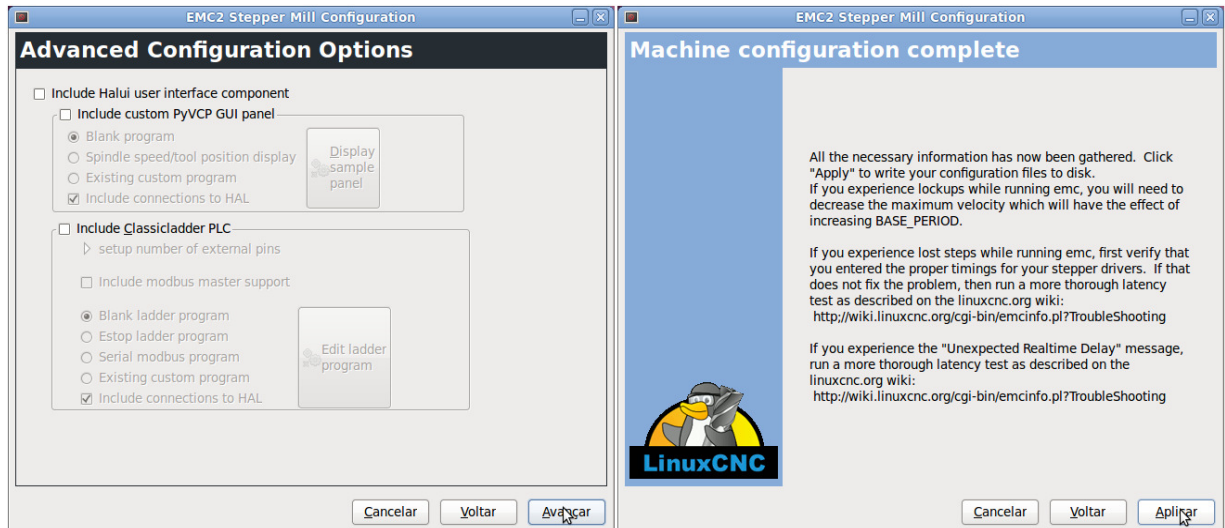 EMC2 Stepper Mill Configuration
Advanced Configuration Options
Include Halui user interface component
Include custom PyVCP GUI panel
Blank program
Spindle speed/tool position display
Existing custom program
Include connections to HAL
Display
sample
panel
Include Classicladder PLC
setup number of external pins
Include modbus master support
Blank ladder program
Estop ladder program
Serial modbus program
Existing custom program
Include connections to HAL
Edit ladder
program
Cancelar
Voltar
Avançar
EMC2 Stepper Mill Configuration
Machine configuration complete
All the necessary information has now been gathered. Click
"Apply" to write your configuration files to disk.
If you experience lockups while running emc, you will need to
decrease the maximum velocity which will have the effect of
increasing BASE_PERIOD.
If you experience lost steps while running emc, first verify that
you entered the proper timings for your stepper drivers. If that
does not fix the problem, then run a more thorough latency
test as described on the linuxcnc.org wiki:
http;//wiki.linuxcnc.org/cgi-bin/emcinfo.pl?TroubleShooting
If you experience the "Unexpected Realtime Delay" message,
run a more thorough latency test as described on the
linuxcnc.org wiki:
http://wiki.linuxcnc.org/cgi-bin/emcinfo.pl?TroubleShooting
LinuxCNC
Cancelar
Voltar
Aplicar